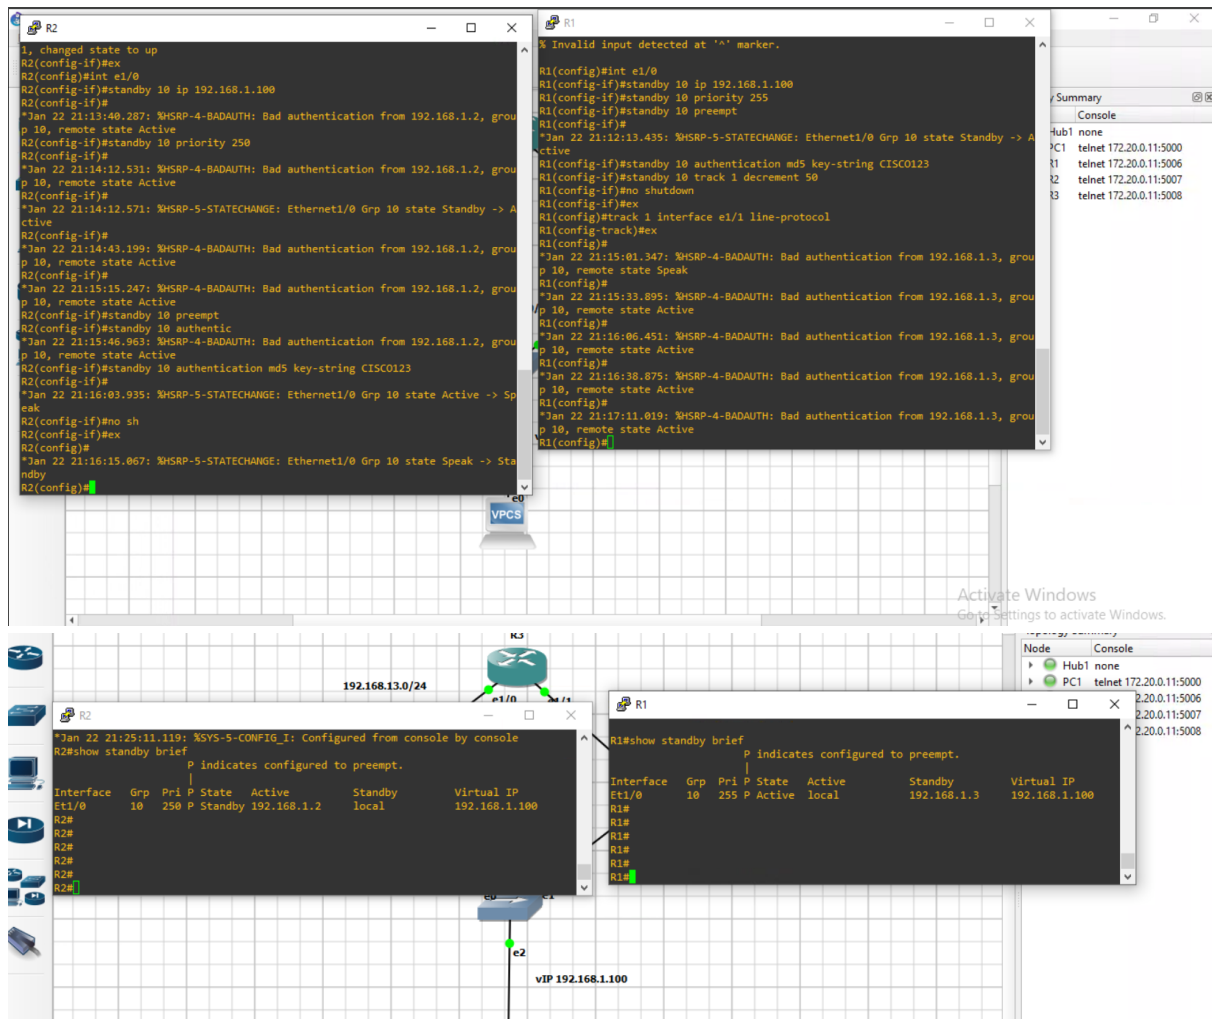 R2
1, changed state to up
R2(config-if)#ex
R2(config)#int e1/0
R2(config-if)#standby 10 ip 192.168.1.100
R2(config-if)#
*Jan 22 21:13:40.287: %HSRP-4-BADAUTH: Bad authentication from 192.168.1.2, grou
p 10, remote state Active
R2(config-if)#standby 10 priority 250
R2(config-if)#
*Jan 22 21:14:12.531: %HSRP-4-BADAUTH: Bad authentication from 192.168.1.2, grou
p 10, remote state Active
R2(config-if)#
*Jan 22 21:14:12.571: %HSRP-5-STATECHANGE: Ethernet1/0 Grp 10 state Standby -> A
ctive
R2(config-if)#
*Jan 22 21:14:43.199: %HSRP-4-BADAUTH: Bad authentication from 192.168.1.2, grou
p 10, remote state Active
R2(config-if)#
*Jan 22 21:15:15.247: %HSRP-4-BADAUTH: Bad authentication from 192.168.1.2, grou
p 10, remote state Active
R2(config-if)#standby 10 preempt
R2(config-if)#standby 10 authentic
*Jan 22 21:15:46.963: %HSRP-4-BADAUTH: Bad authentication from 192.168.1.2, grou
p 10, remote state Active
R2(config-if)#standby 10 authentication md5 key-string CISCO123
R2(config-if)#
*Jan 22 21:16:03.935: %HSRP-5-STATECHANGE: Ethernet1/0 Grp 10 state Active -> Sp
eak
R2(config-if)#no sh
R2(config-if)#ex
R2(config)#
*Jan 22 21:16:15.067: %HSRP-5-STATECHANGE: Ethernet1/0 Grp 10 state Speak -> Sta
ndby
R2(config)#
R1
% Invalid input detected at '^' marker.
R1(config)#int e1/0
R1(config-if)#standby 10 ip 192.168.1.100
R1(config-if)#standby 10 priority 255
R1(config-if)#standby 10 preempt
R1(config-if)#
*Jan 22 21:12:13.435: %HSRP-5-STATECHANGE: Ethernet1/0 Grp 10 state Standby -> A
ctive
R1(config-if)#standby 10 authentication md5 key-string CISCO123
R1(config-if)#standby 10 track 1 decrement 50
R1(config-if)#no shutdown
R1(config-if)#ex
R1(config)#track 1 interface e1/1 line-protocol
R1(config-track)#ex
R1(config)#
*Jan 22 21:15:01.347: %HSRP-4-BADAUTH: Bad authentication from 192.168.1.3, grou
p 10, remote state Speak
R1(config)#
*Jan 22 21:15:33.895: %HSRP-4-BADAUTH: Bad authentication from 192.168.1.3, grou
p 10, remote state Active
R1(config)#
*Jan 22 21:16:06.451: %HSRP-4-BADAUTH: Bad authentication from 192.168.1.3, grou
p 10, remote state Active
R1(config)#
*Jan 22 21:16:38.875: %HSRP-4-BADAUTH: Bad authentication from 192.168.1.3, grou
p 10, remote state Active
R1(config)#
*Jan 22 21:17:11.019: %HSRP-4-BADAUTH: Bad authentication from 192.168.1.3, grou
p 10, remote state Active
R1(config)#
y Summary
Console
Hub1 none
PC1 telnet 172.20.0.11:5000
R1 telnet 172.20.0.11:5006
R2 telnet 172.20.0.11:5007
R3 telnet 172.20.0.11:5008
e0
VPCS
Activate Windows
Go to Settings to activate Windows.
R3
Topology Summary
Node Console
Hub1 none
PC1 telnet 172.20.0.11:5000
2.20.0.11:5006
2.20.0.11:5007
2.20.0.11:5008
192.168.13.0/24
e1/0
R2
*Jan 22 21:25:11.119: %SYS-5-CONFIG_I: Configured from console by console
R2#show standby brief
P indicates configured to preempt.
|
Interface Grp Pri P State Active Standby Virtual IP
Et1/0 10 250 P Standby 192.168.1.2 local 192.168.1.100
R2#
R2#
R2#
R2#
R2#
R2#
R1
R1#show standby brief
P indicates configured to preempt.
|
Interface Grp Pri P State Active Standby Virtual IP
Et1/0 10 255 P Active local 192.168.1.3 192.168.1.100
R1#
R1#
R1#
R1#
R1#
R1#
e0
e1
e2
vIP 192.168.1.100